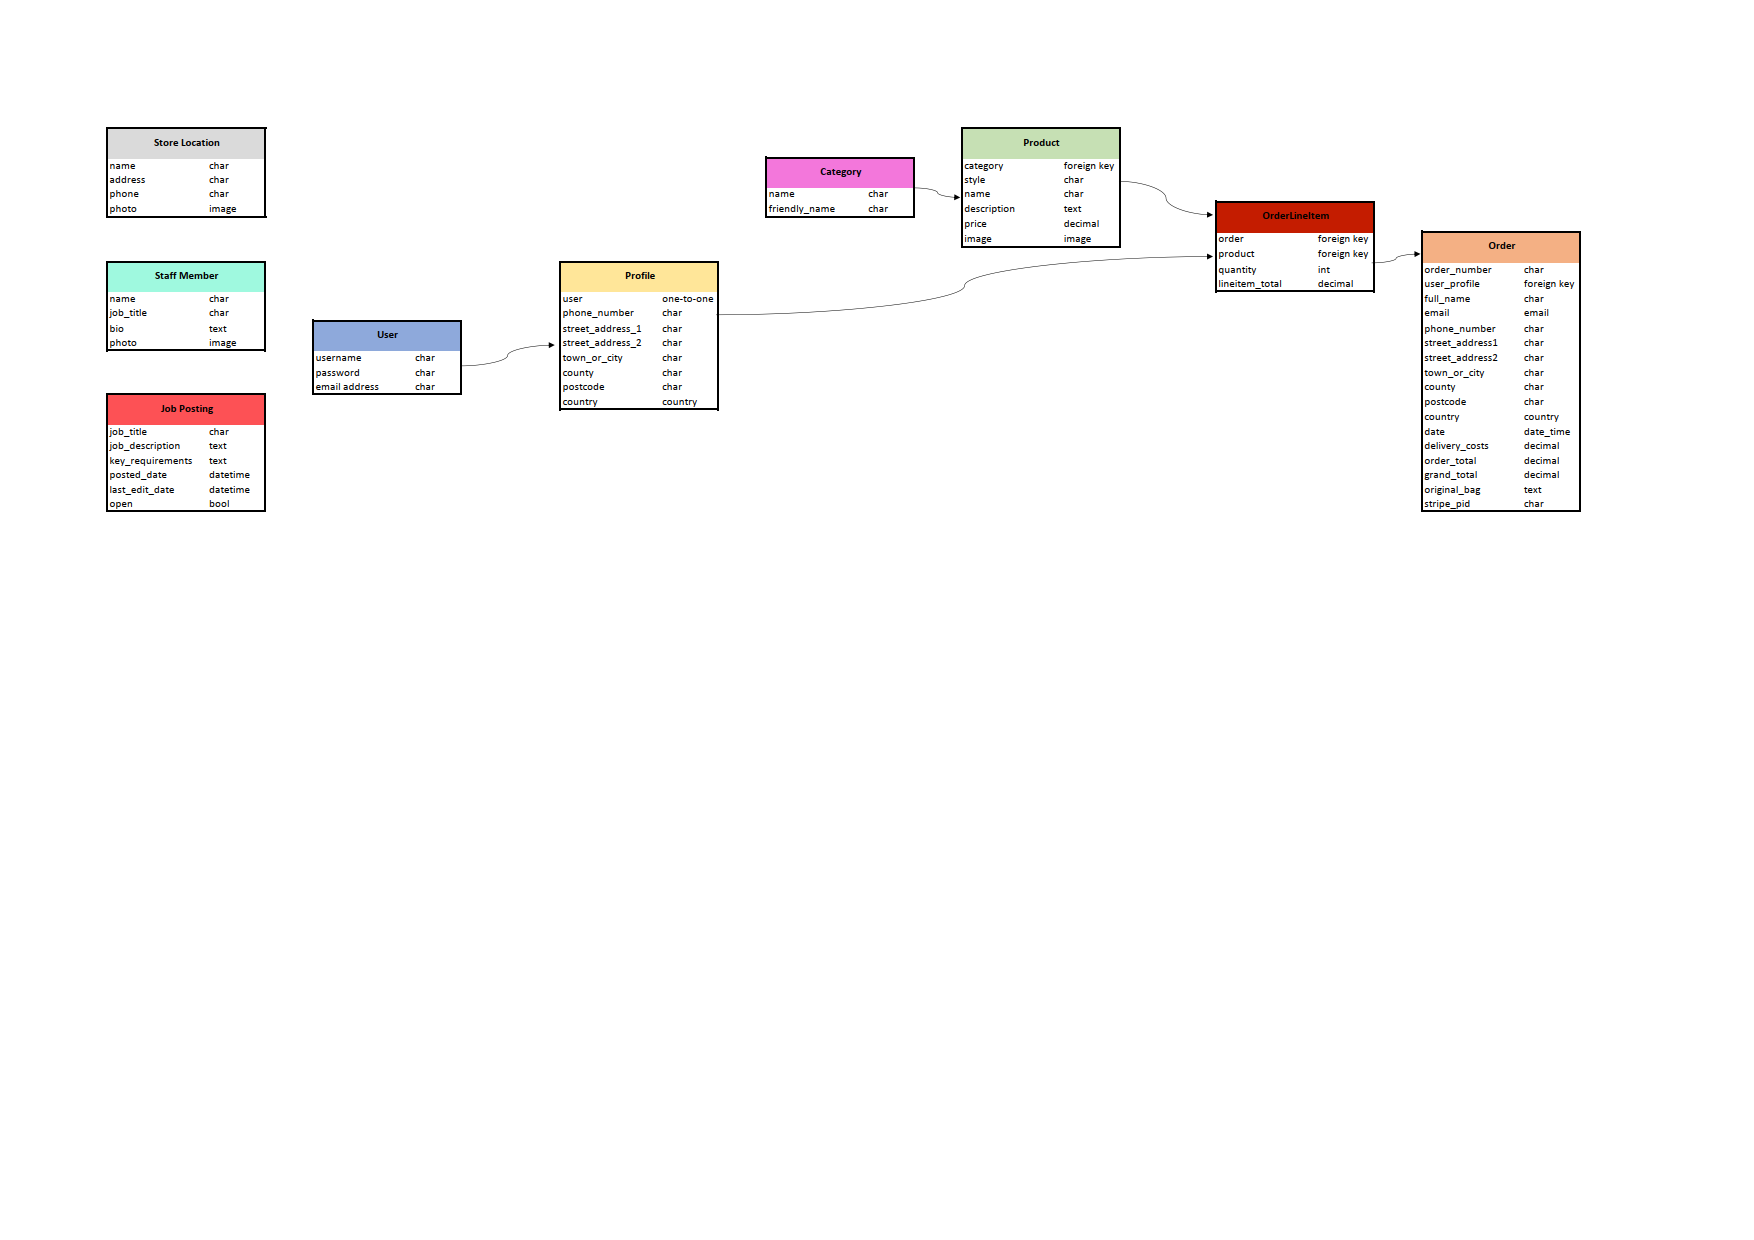 Store Location
name char
address char
phone char
photo image
Staff Member
name char
job_title char
bio text
photo image
Job Posting
job_title char
job_description text
key_requirements text
posted_date datetime
last_edit_date datetime
open bool
User
username char
password char
email address char
Profile
user one-to-one
phone_number char
street_address_1 char
street_address_2 char
town_or_city char
county char
postcode char
country country
Category
name char
friendly_name char
Product
category foreign key
style char
name char
description text
price decimal
image image
OrderLineItem
order foreign key
product foreign key
quantity int
lineitem_total decimal
Order
order_number char
user_profile foreign key
full_name char
email email
phone_number char
street_address1 char
street_address2 char
town_or_city char
county char
postcode char
country country
date date_time
delivery_costs decimal
order_total decimal
grand_total decimal
original_bag text
stripe_pid char